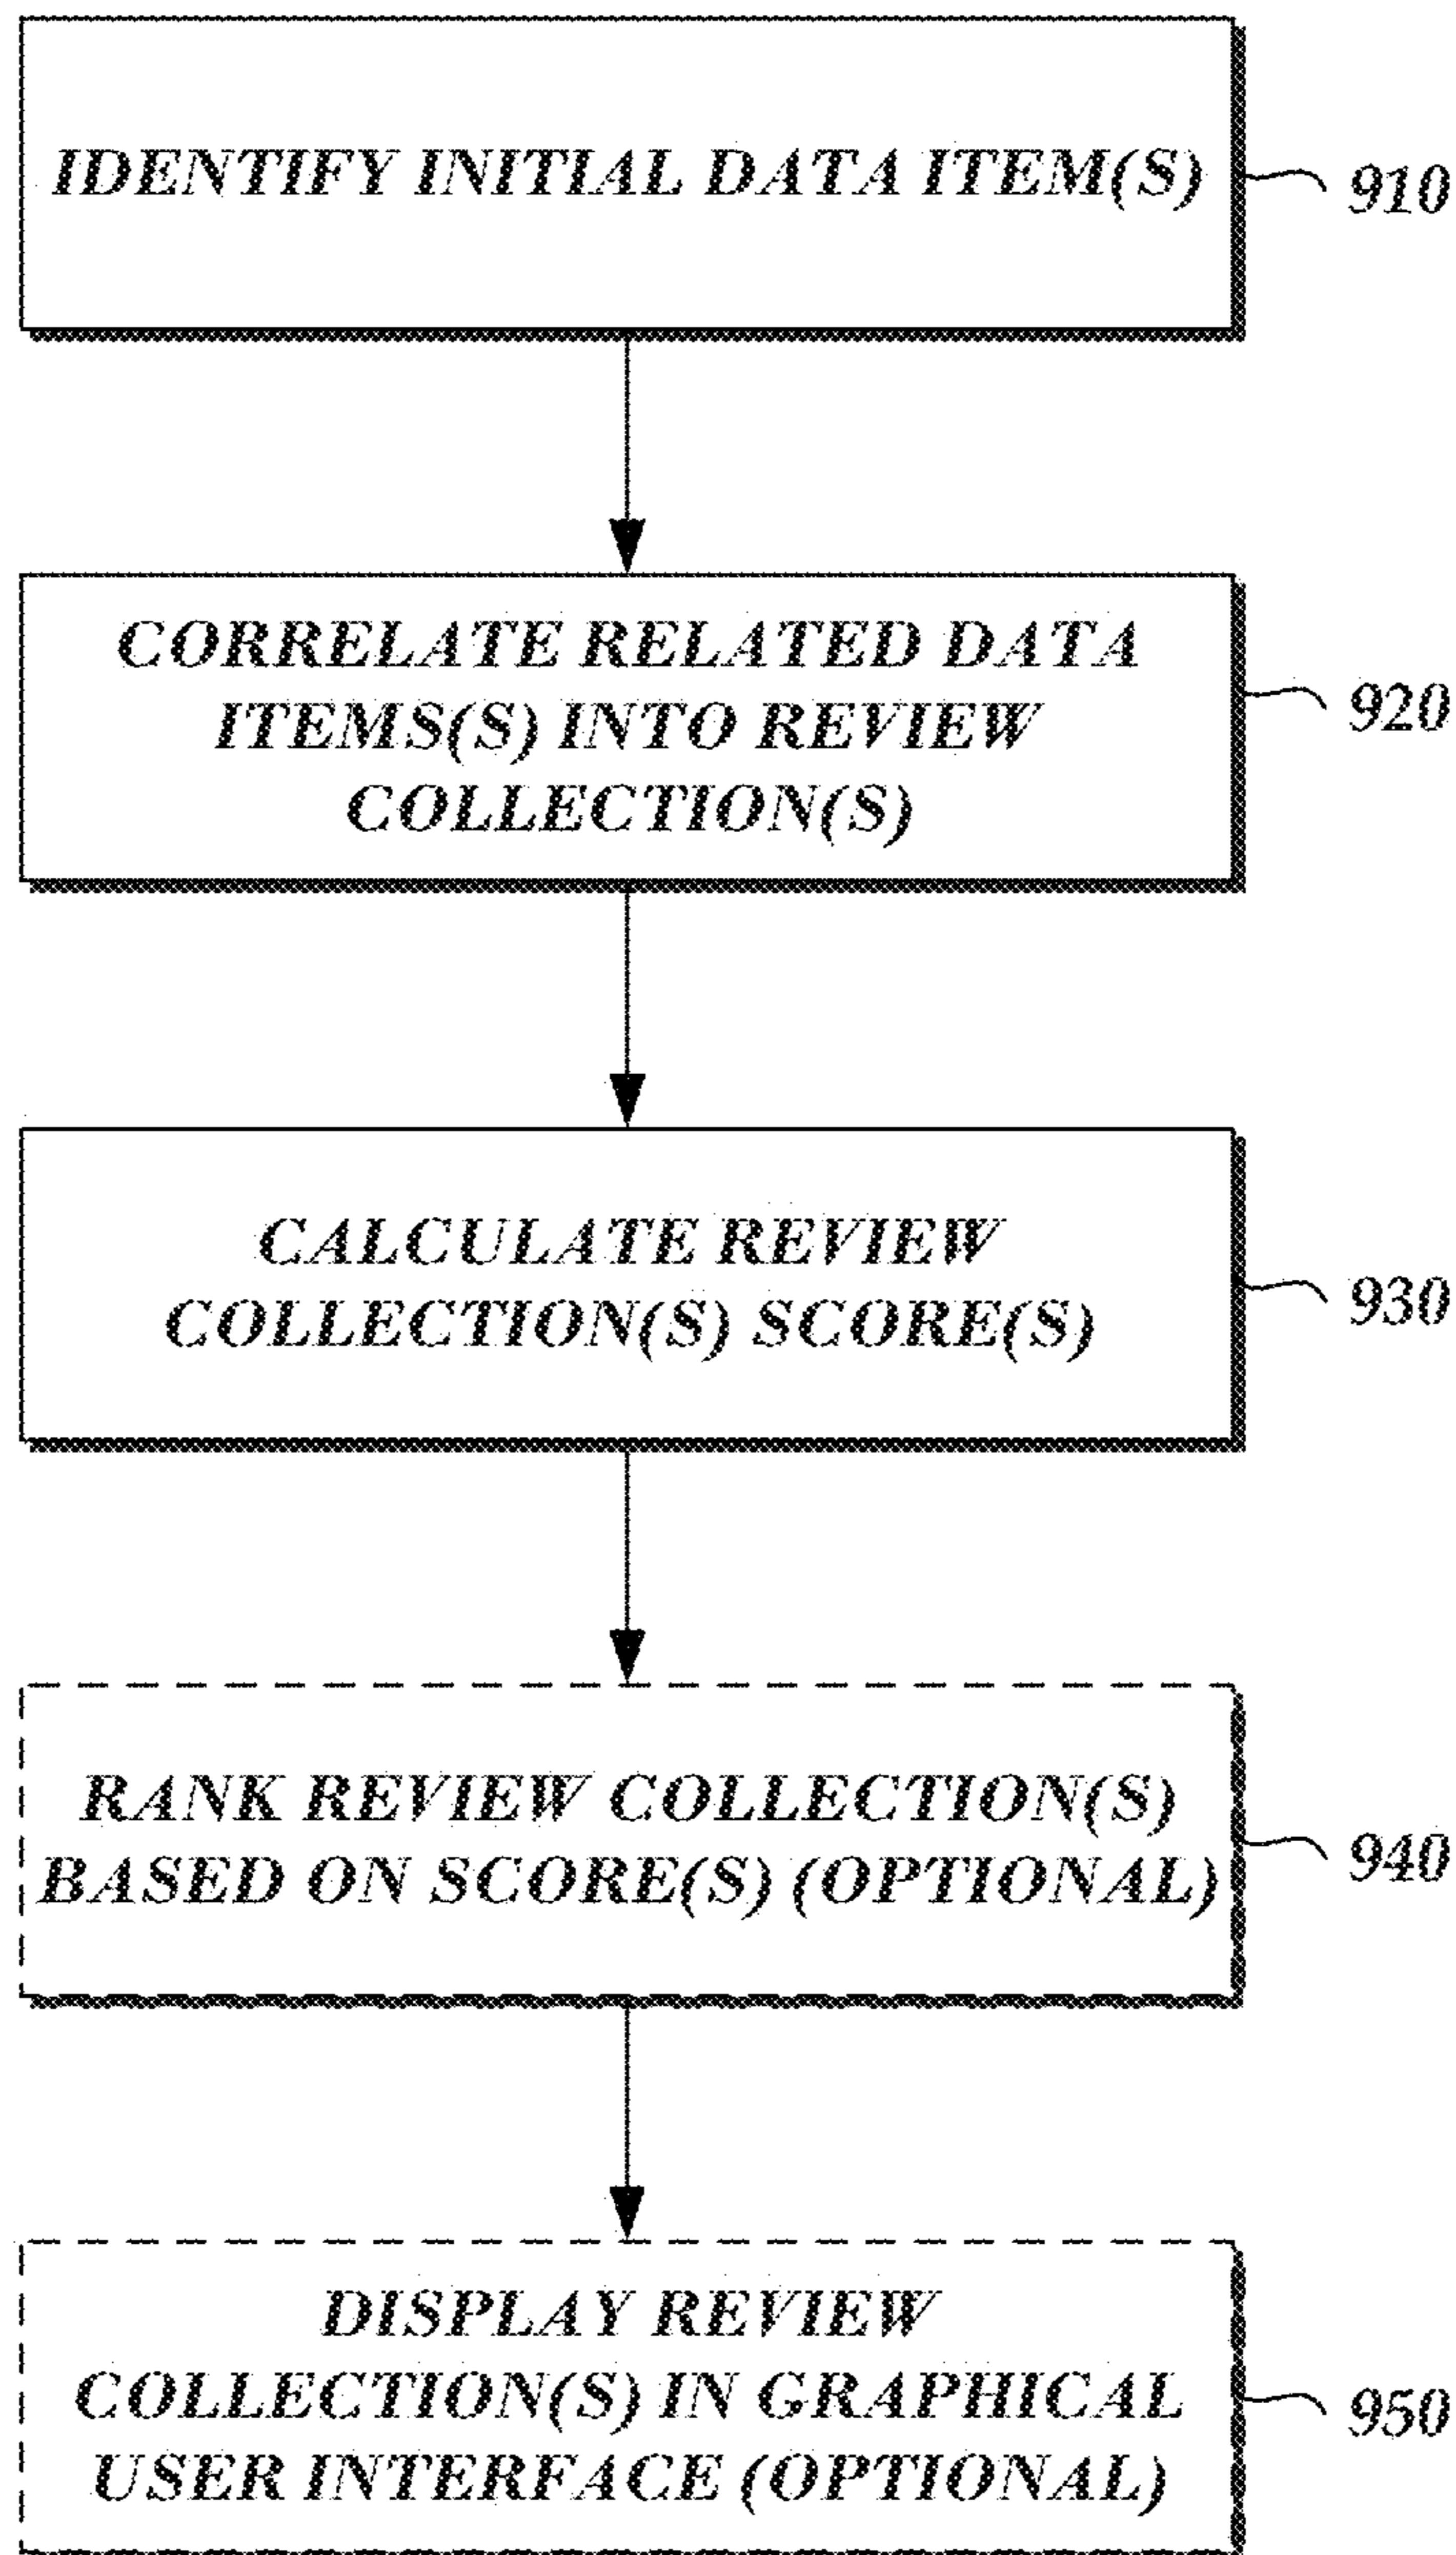 IDENTIFY INITIAL DATA ITEM(S)
910
CORRELATE RELATED DATA
ITEMS(S) INTO REVIEW
COLLECTION(S)
920
CALCULATE REVIEW
COLLECTION(S) SCORE(S)
930
RANK REVIEW COLLECTION(S)
BASED ON SCORE(S) (OPTIONAL)
940
DISPLAY REVIEW
COLLECTION(S) IN GRAPHICAL
USER INTERFACE (OPTIONAL)
950